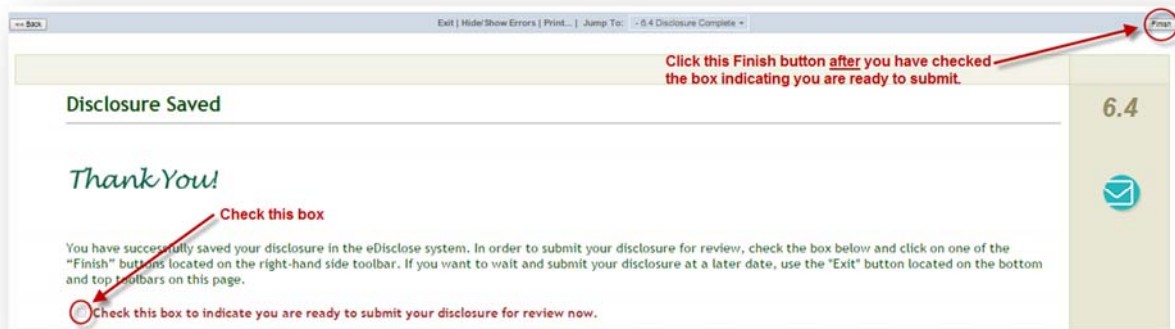 << Back
Exit | Hide/Show Errors | Print... | Jump To: - 6.4 Disclosure Complete
Finish
Click this Finish button after you have checked
the box indicating you are ready to submit.
Disclosure Saved
6.4
Thank You!
Check this box
You have successfully saved your disclosure in the eDisclose system. In order to submit your disclosure for review, check the box below and click on one of the
"Finish" buttons located on the right-hand side toolbar. If you want to wait and submit your disclosure at a later date, use the "Exit" button located on the bottom
and top toolbars on this page.
Check this box to indicate you are ready to submit your disclosure for review now.